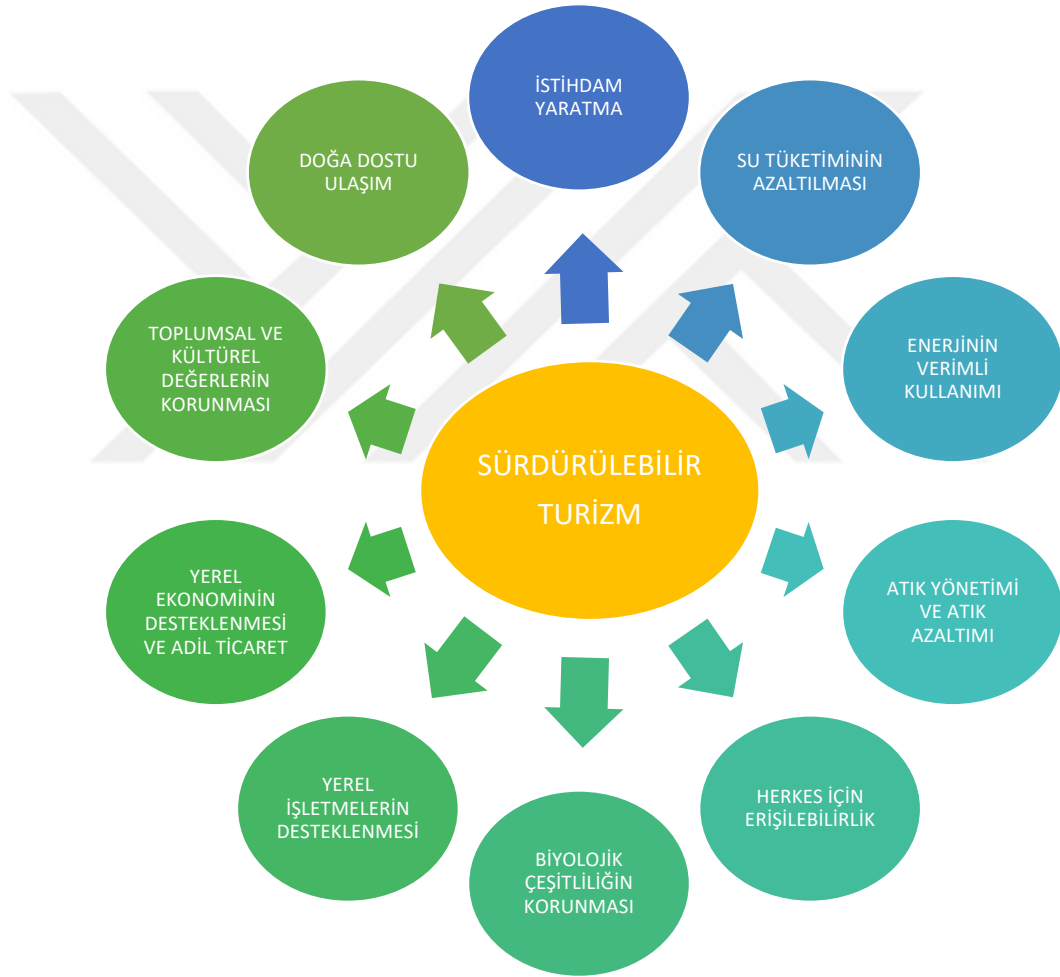 İSTİHDAM
YARATMA
SU TÜKETİMİNİN
AZALTILMASI
ENERJİNİN
VERİMLİ
KULLANIMI
ATIK YÖNETİMİ
VE ATIK
AZALTIMI
HERKES İÇİN
ERİŞİLEBİLİRLİK
BİYOLOJİK
ÇEŞİTLİLİĞİN
KORUNMASI
YEREL
İŞLETMELERİN
DESTEKLENMESİ
YEREL
EKONOMİNİN
DESTEKLENMESİ
VE ADİL TİCARET
TOPLUMSAL VE
KÜLTÜREL
DEĞERLERİN
KORUNMASI
DOĞA DOSTU
ULAŞIM
SÜRDÜRÜLEBİLİR
TURİZM